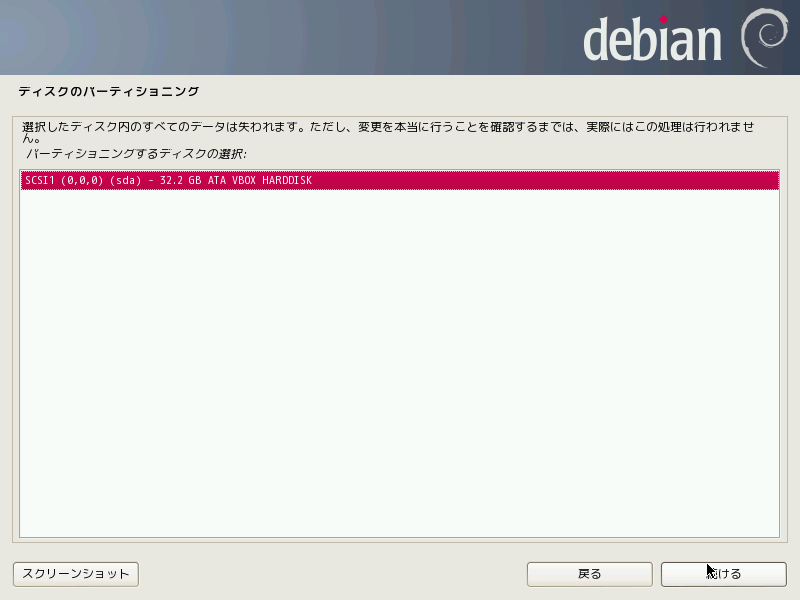 debian
ディスクのパーティショニング
選択したディスク内のすべてのデータは失われます。ただし、変更を本当に行うことを確認するまでは、実際にはこの処理は行われませ
ん。
パーティショニングするディスクの選択:
SCSI1 (0,0,0) (sda) - 32.2 GB ATA VBOX HARDDISK
スクリーンショット
戻る
続ける